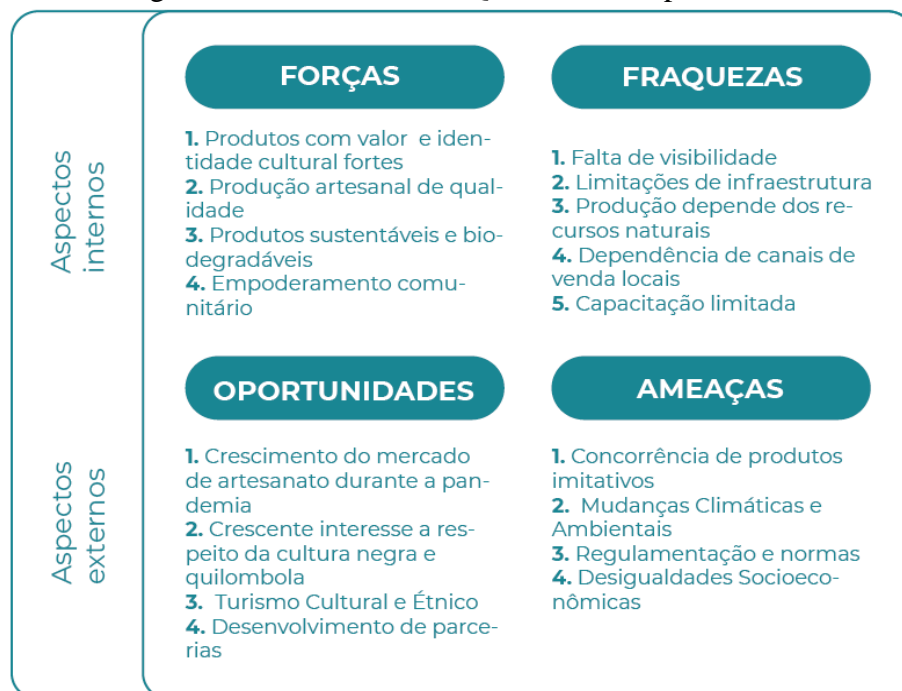 Aspectos
internos
FORÇAS
1. Produtos com valor e iden-
tidade cultural fortes
2. Produção artesanal de qual-
idade
3. Produtos sustentáveis e bio-
degradáveis
4. Empoderamento comu-
nitário
FRAQUEZAS
1. Falta de visibilidade
2. Limitações de infraestrutura
3. Produção depende dos re-
cursos naturais
4. Dependência de canais de
venda locais
5. Capacitação limitada
Aspectos
externos
OPORTUNIDADES
1. Crescimento do mercado
de artesanato durante a pan-
demia
2. Crescente interesse a res-
peito da cultura negra e
quilombola
3. Turismo Cultural e Étnico
4. Desenvolvimento de parce-
rias
AMEAÇAS
1. Concorrência de produtos
imitativos
2. Mudanças Climáticas e
Ambientais
3. Regulamentação e normas
4. Desigualdades Socioeco-
nômicas